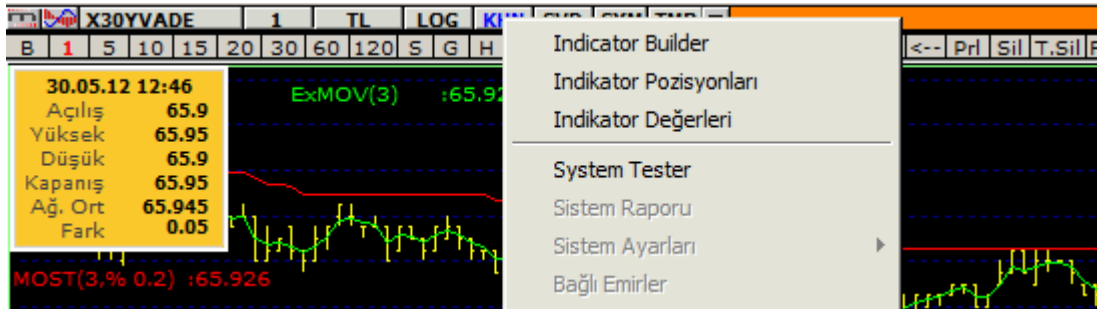 X30YVADE 1 TL LOG KHN SVR SYM TMP
B 1 5 10 15 20 30 60 120 S G H <-- Prl Sil T.Sil
30.05.12 12:46
Açılış 65.9
Yüksek 65.95
Düşük 65.9
Kapanış 65.95
Ağ. Ort 65.945
Fark 0.05
ExMOV(3) :65.92
MOST(3,% 0.2) :65.926
Indicator Builder
Indikator Pozisyonları
Indikator Değerleri
System Tester
Sistem Raporu
Sistem Ayarları
Bağlı Emirler